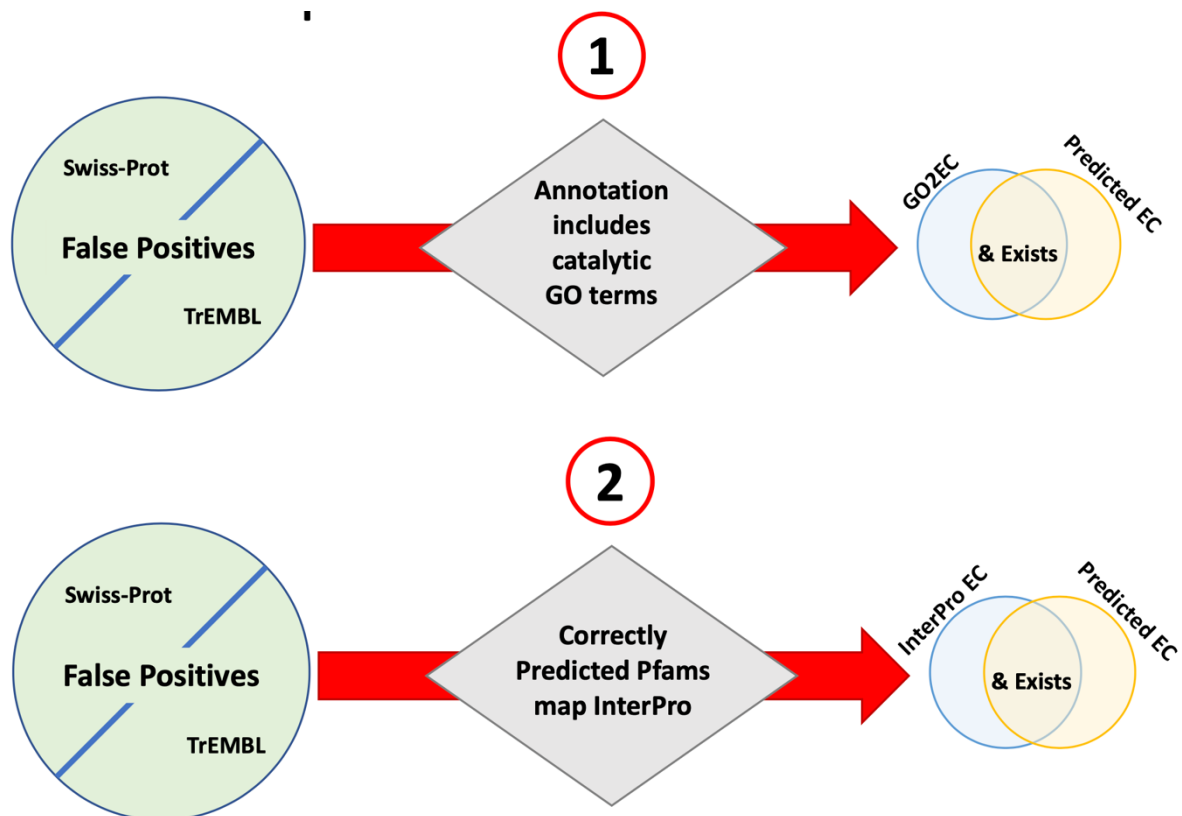 1
Swiss-Prot
False Positives
TrEMBL
Annotation
includes
catalytic
GO terms
GO2EC
Predicted EC
& Exists
2
Swiss-Prot
False Positives
TrEMBL
Correctly
Predicted Pfams
map InterPro
InterPro EC
Predicted EC
& Exists